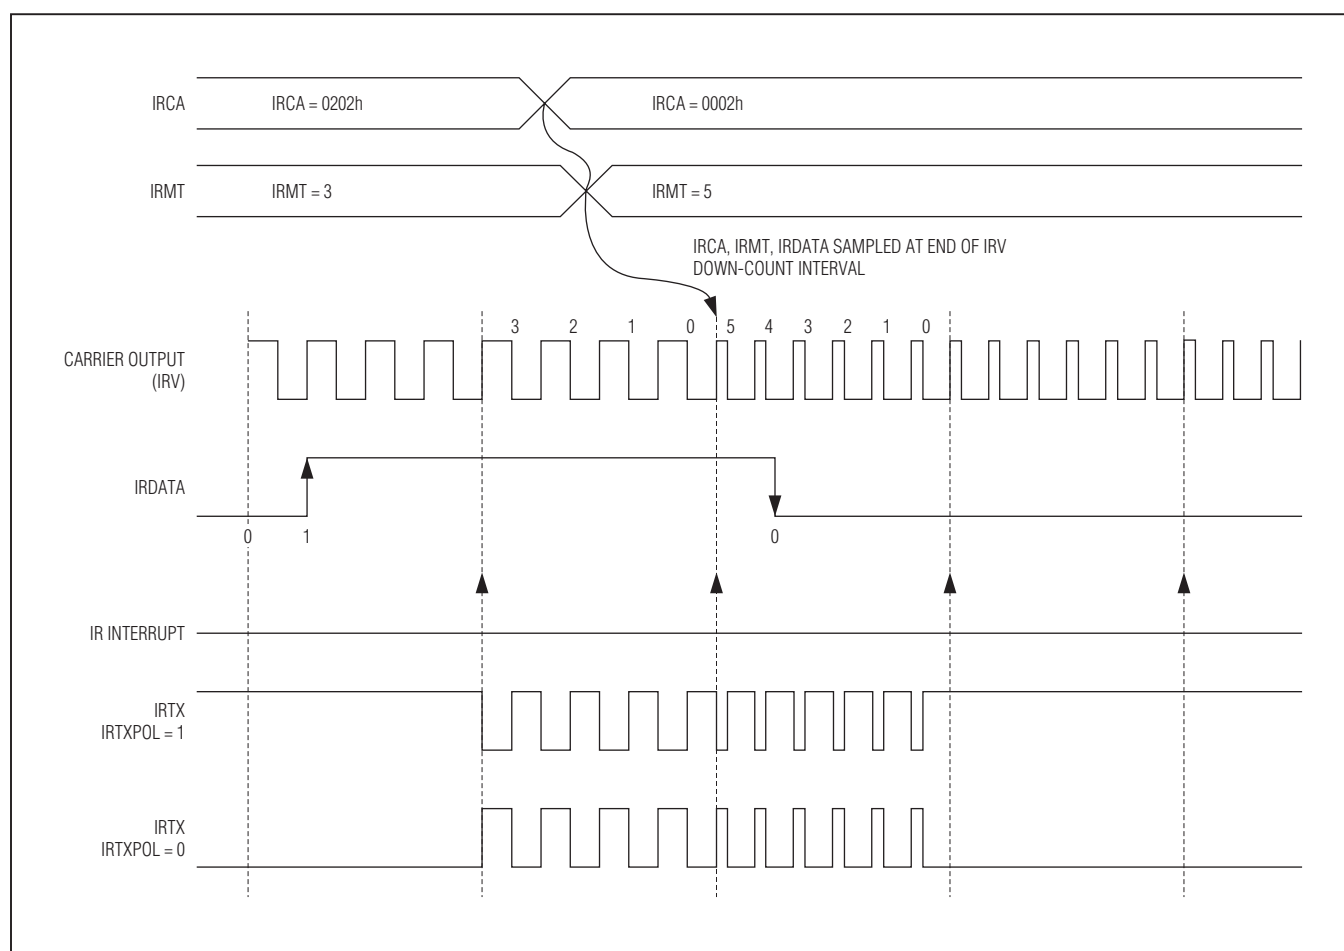 IRCA
IRCA = 0202h
IRCA = 0002h
IRMT
IRMT = 3
IRMT = 5
IRCA, IRMT, IRDATA SAMPLED AT END OF IRV
DOWN-COUNT INTERVAL
3 2 1 0 5 4 3 2 1 0
CARRIER OUTPUT
(IRV)
IRDATA
0 1 0
IR INTERRUPT
IRTX
IRTXPOL = 1
IRTX
IRTXPOL = 0